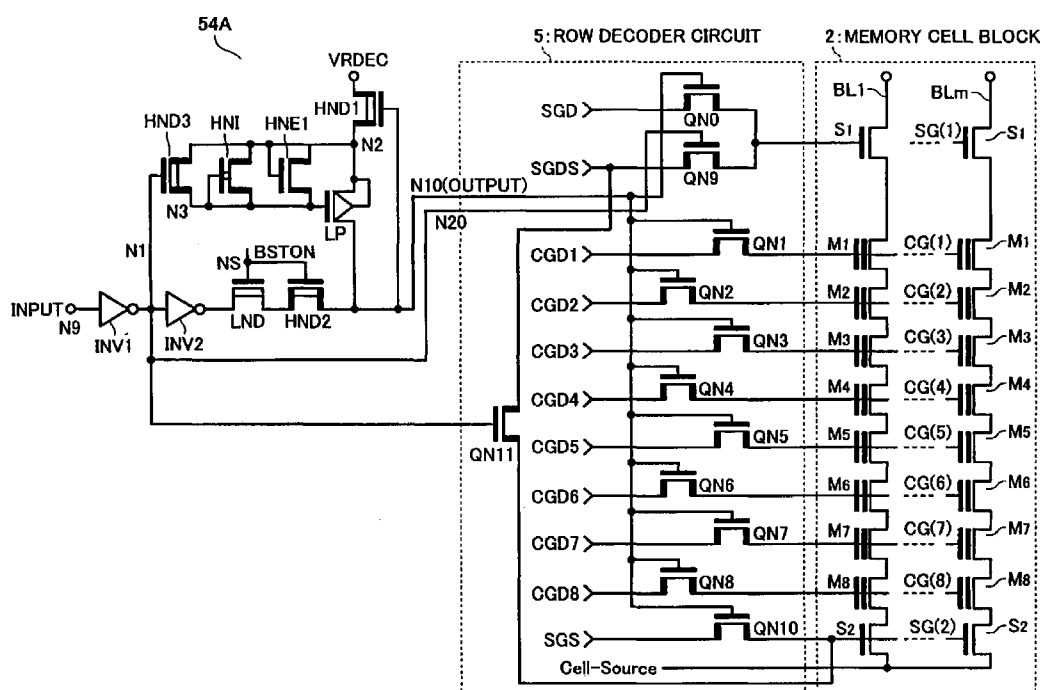 54A
5:ROW DECODER CIRCUIT
2:MEMORY CELL BLOCK
VRDEC
HND1
HND3
HNI
HNE1
N2
N3
LP
N1
NS
BSTON
INPUT
N9
INV1
INV2
LND
HND2
N10(OUTPUT)
N20
SGD
QN0
SGDS
QN9
BL1
BLm
S1
SG(1)
S1
CGD1
QN1
M1
CG(1)
M1
CGD2
QN2
M2
CG(2)
M2
CGD3
QN3
M3
CG(3)
M3
CGD4
QN4
M4
CG(4)
M4
CGD5
QN5
M5
CG(5)
M5
QN11
CGD6
QN6
M6
CG(6)
M6
CGD7
QN7
M7
CG(7)
M7
CGD8
QN8
M8
CG(8)
M8
SGS
QN10
S2
SG(2)
S2
Cell-Source